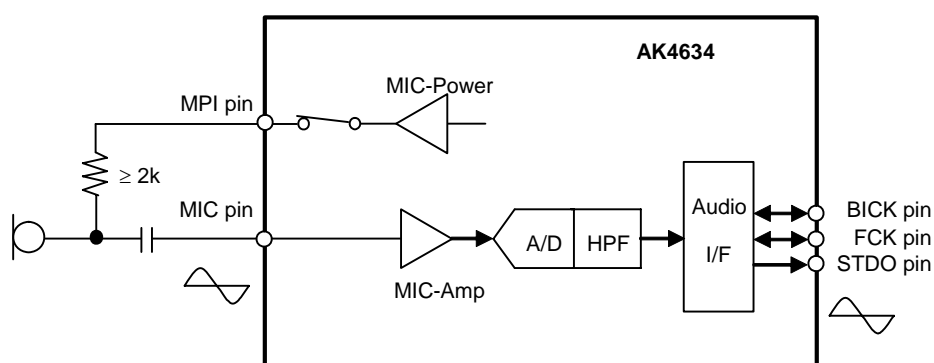 AK4634
MIC-Power
MPI pin
≥ 2k
MIC pin
MIC-Amp
A/D
HPF
Audio
I/F
BICK pin
FCK pin
STDO pin